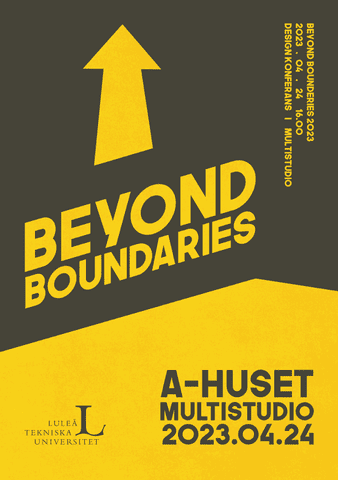 BEYOND BOUNDERIES 2023
2023 . 04 . 24 16.00
DESIGNKONFERANS | MULTISTUDIO
BEYOND
BOUNDARIES
A-HUSET
MULTISTUDIO
2023.04.24
LULEÅ
TEKNISKA
UNIVERSITET
L